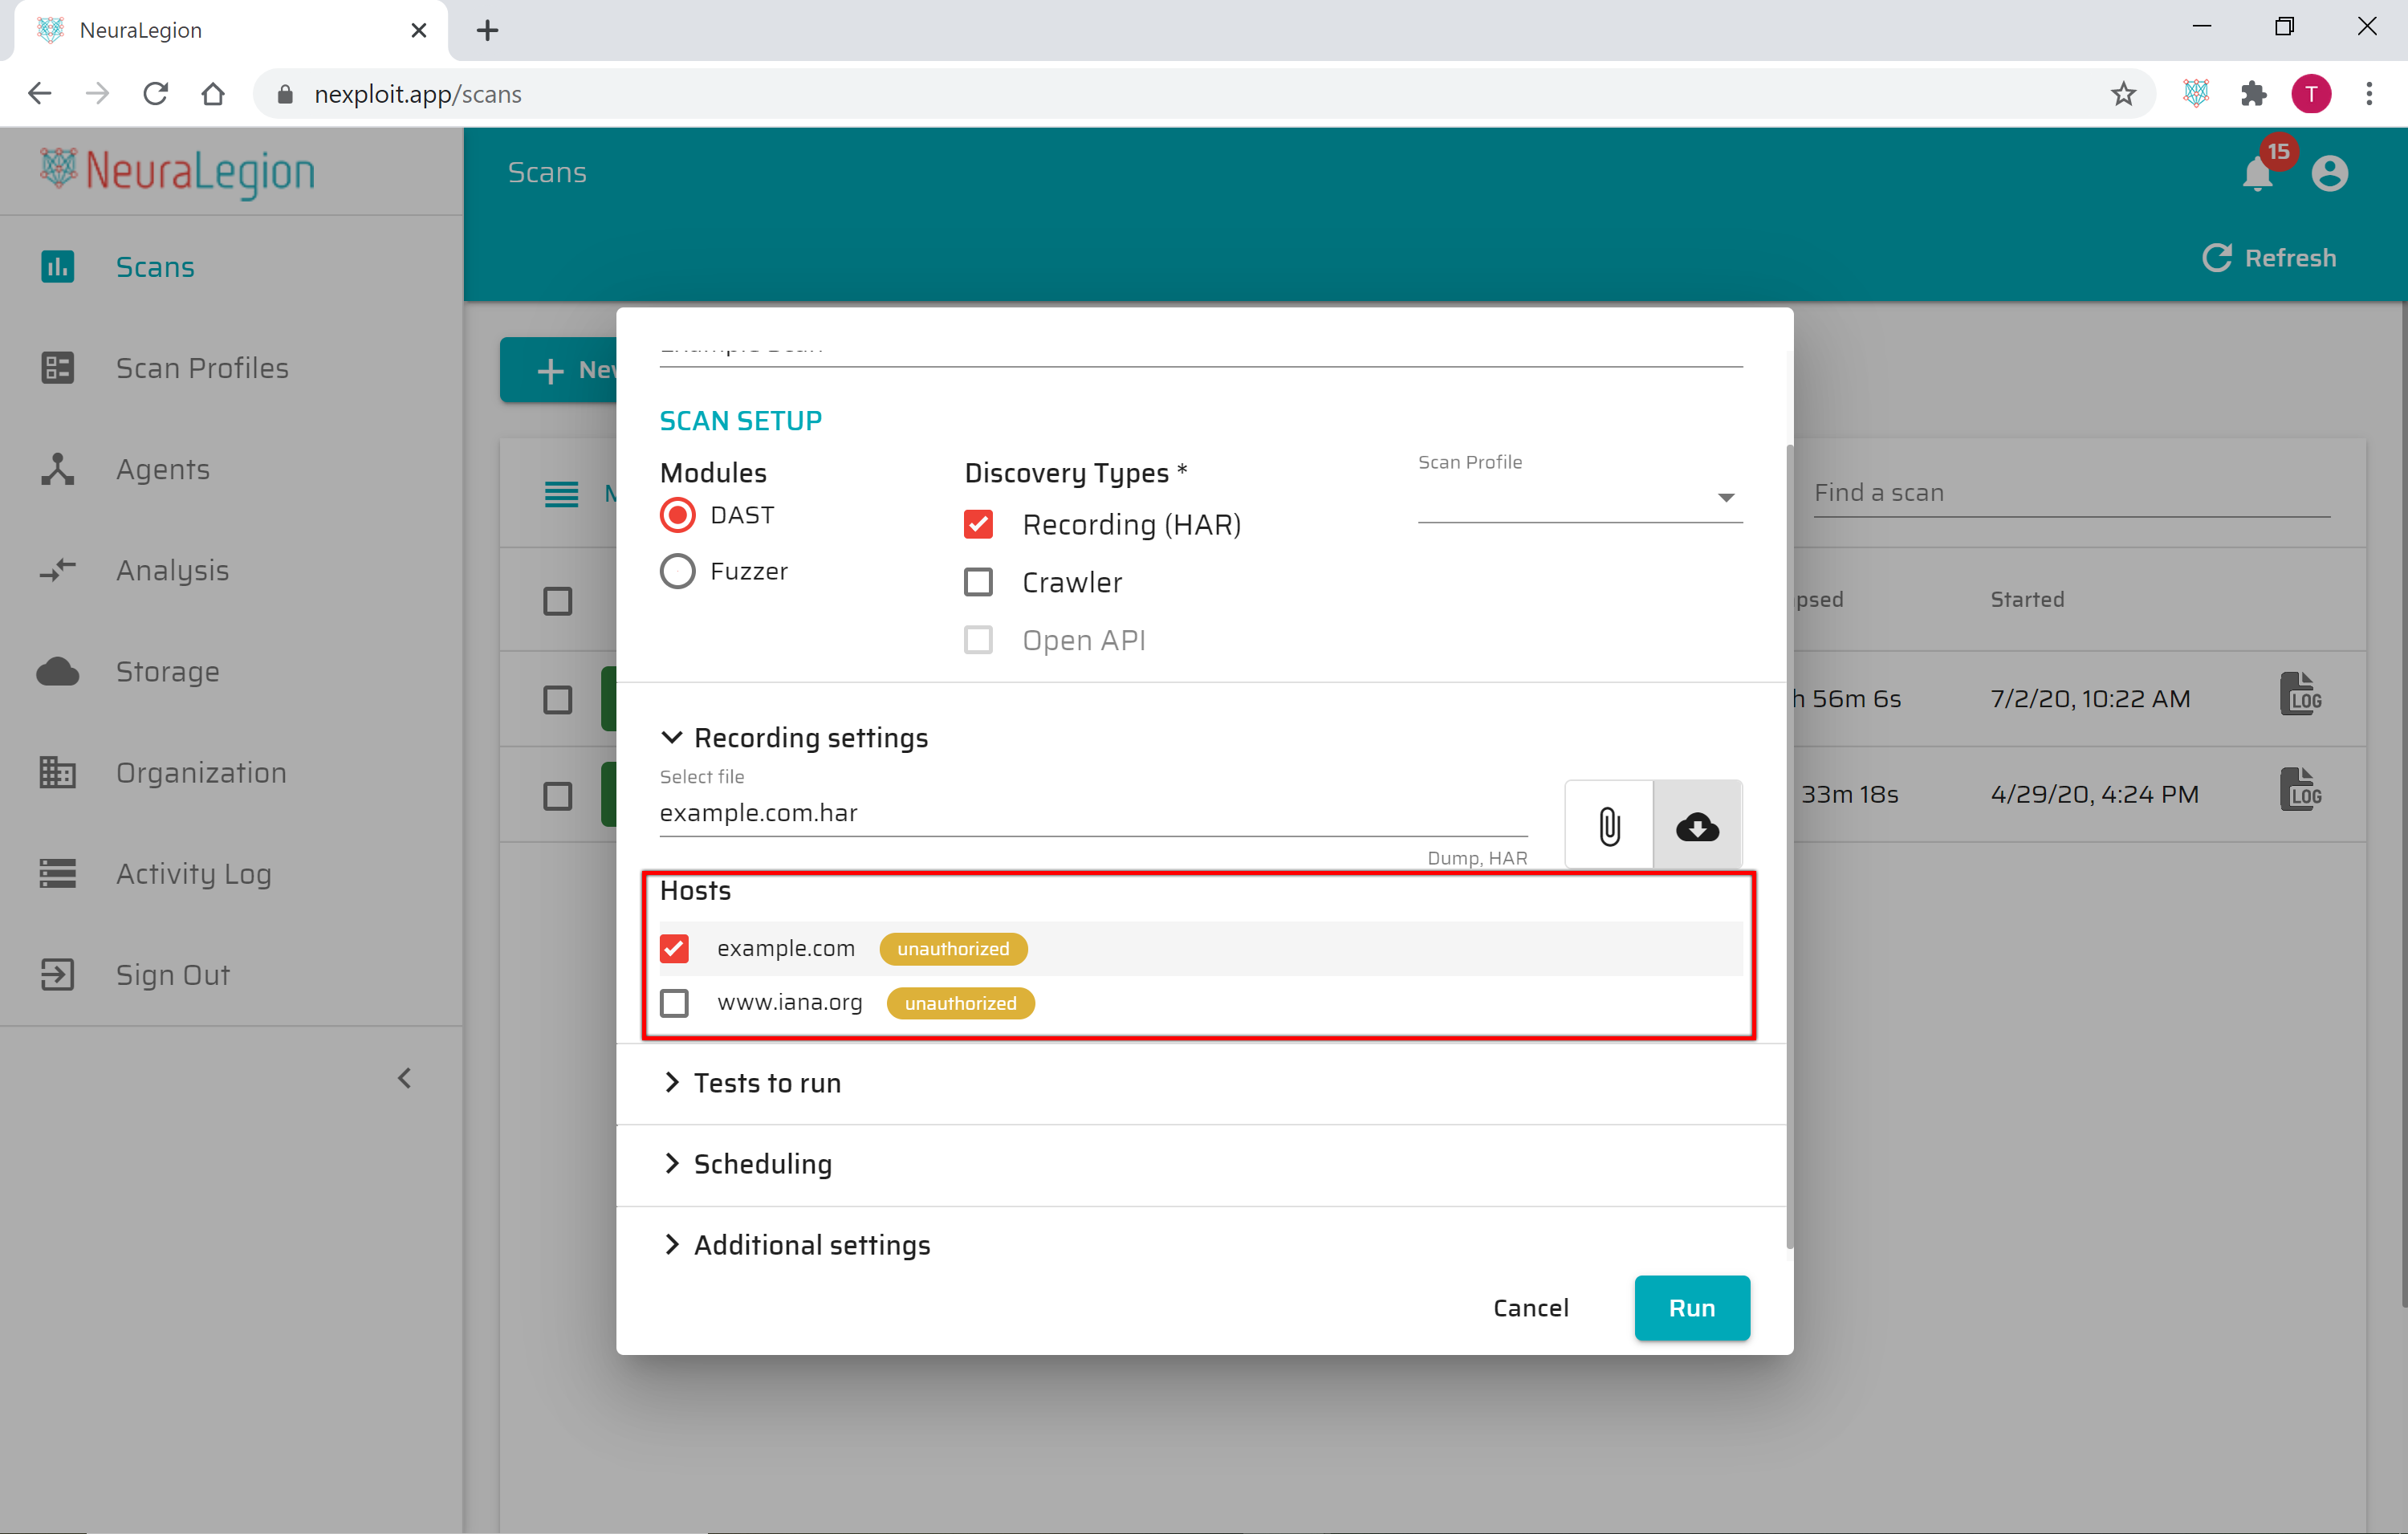 NeuraLegion
nexploit.app/scans
T
NeuraLegion
Scans
15
Refresh
Scans
Scan Profiles
Agents
Analysis
Storage
Organization
Activity Log
Sign Out
SCAN SETUP
Modules
DAST
Fuzzer
Discovery Types *
Recording (HAR)
Crawler
Open API
Scan Profile
Find a scan
Started
56m 6s
7/2/20, 10:22 AM
LOG
33m 18s
4/29/20, 4:24 PM
LOG
Recording settings
Select file
example.com.har
Dump, HAR
Hosts
example.com unauthorized
www.iana.org unauthorized
Tests to run
Scheduling
Additional settings
Cancel
Run